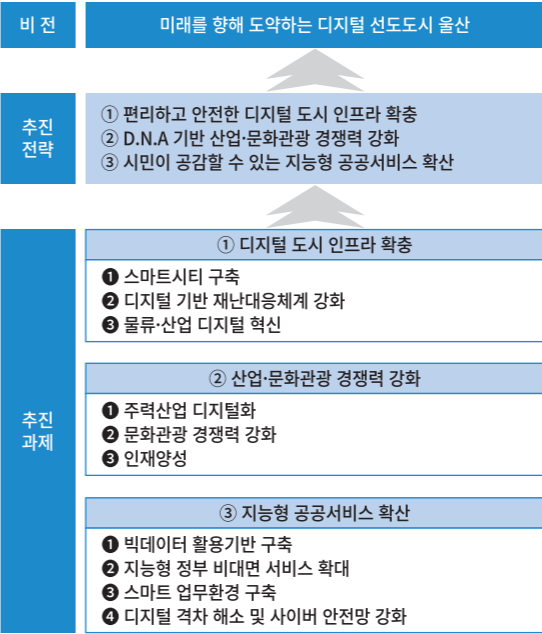 비 전
미래를 향해 도약하는 디지털 선도도시 울산
추진
전략
① 편리하고 안전한 디지털 도시 인프라 확충
② D.N.A 기반 산업·문화관광 경쟁력 강화
③ 시민이 공감할 수 있는 지능형 공공서비스 확산
추진
과제
① 디지털 도시 인프라 확충
❶ 스마트시티 구축
❷ 디지털 기반 재난대응체계 강화
❸ 물류·산업 디지털 혁신
② 산업·문화관광 경쟁력 강화
❶ 주력산업 디지털화
❷ 문화관광 경쟁력 강화
❸ 인재양성
③ 지능형 공공서비스 확산
❶ 빅데이터 활용기반 구축
❷ 지능형 정부 비대면 서비스 확대
❸ 스마트 업무환경 구축
❹ 디지털 격차 해소 및 사이버 안전망 강화